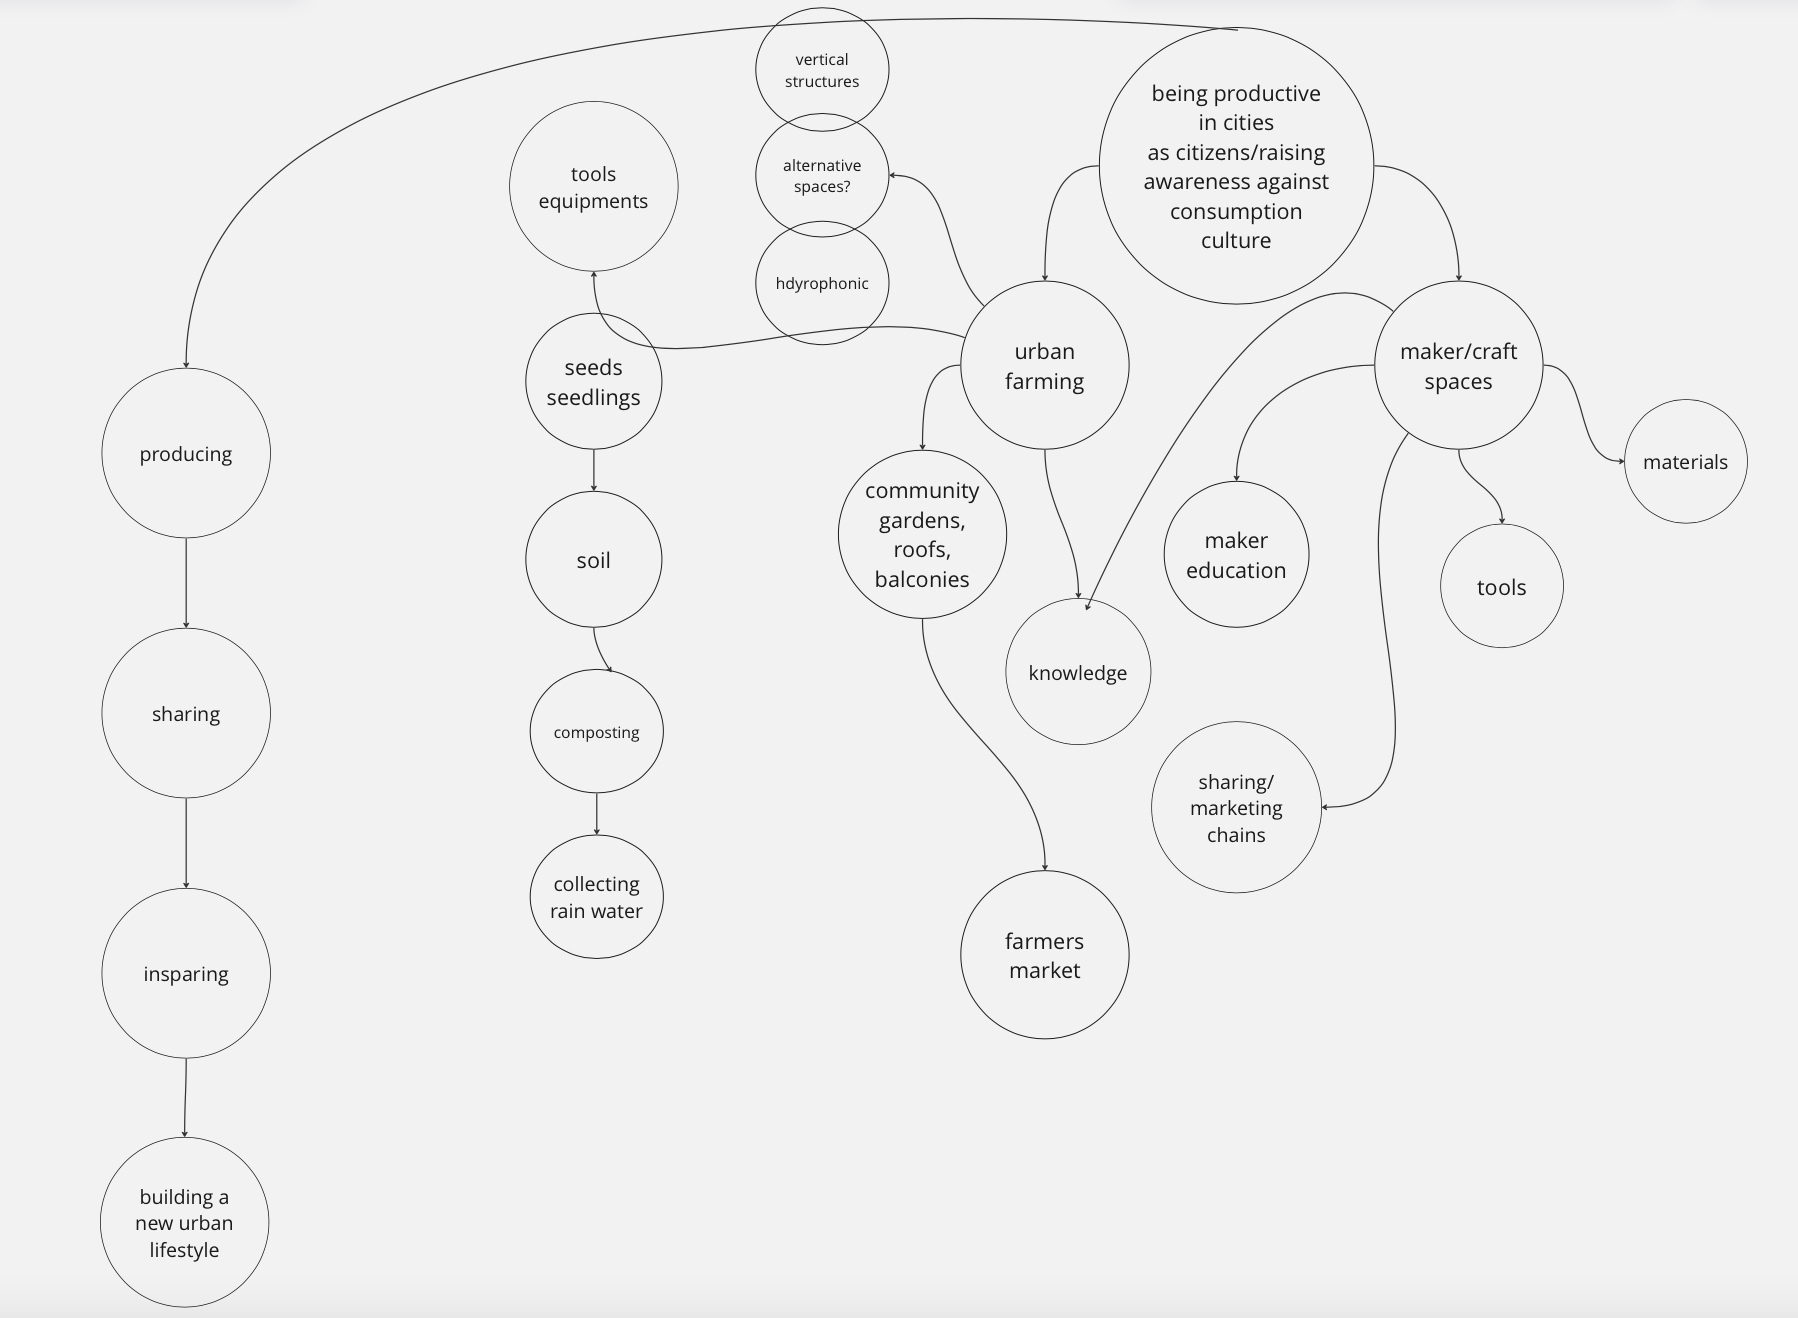 vertical
structures
being productive
in cities
as citizens/raising
awareness against
consumption
culture
tools
equipments
alternative
spaces?
hdyrophonic
urban
farming
maker/craft
spaces
seeds
seedlings
producing
materials
community
gardens,
roofs,
balconies
soil
maker
education
tools
knowledge
sharing
composting
sharing/
marketing
chains
collecting
rain water
farmers
market
insparing
building a
new urban
lifestyle